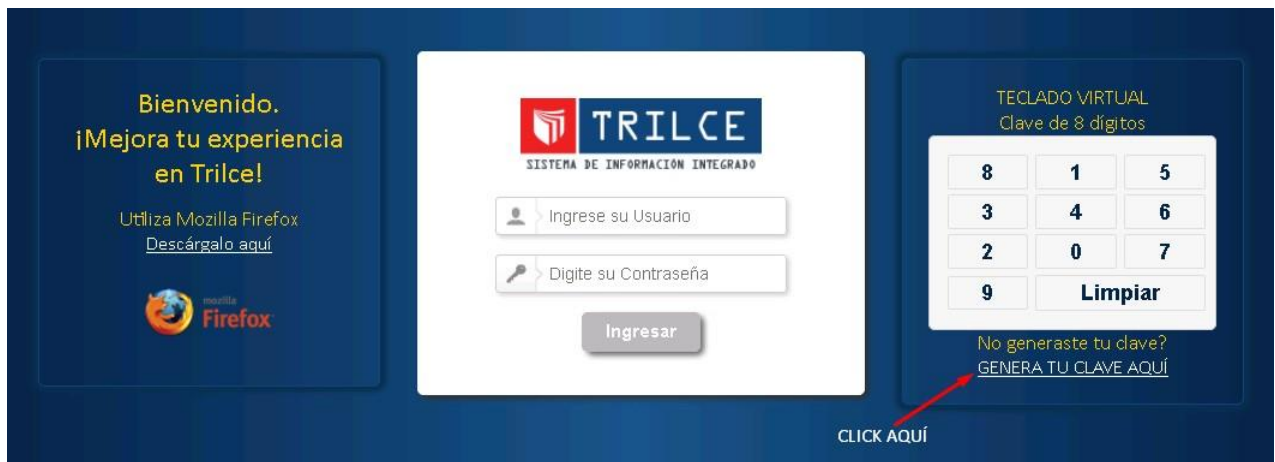 Bienvenido.
¡Mejora tu experiencia
en Trilce!
Utiliza Mozilla Firefox
Descárgalo aquí
mozilla
Firefox
TRILCE
SISTEMA DE INFORMACIÓN INTEGRADO
Ingrese su Usuario
Digite su Contraseña
Ingresar
TECLADO VIRTUAL
Clave de 8 dígitos
8 1 5
3 4 6
2 0 7
9 Limpiar
No generaste tu clave?
GENERA TU CLAVE AQUÍ
CLICK AQUÍ